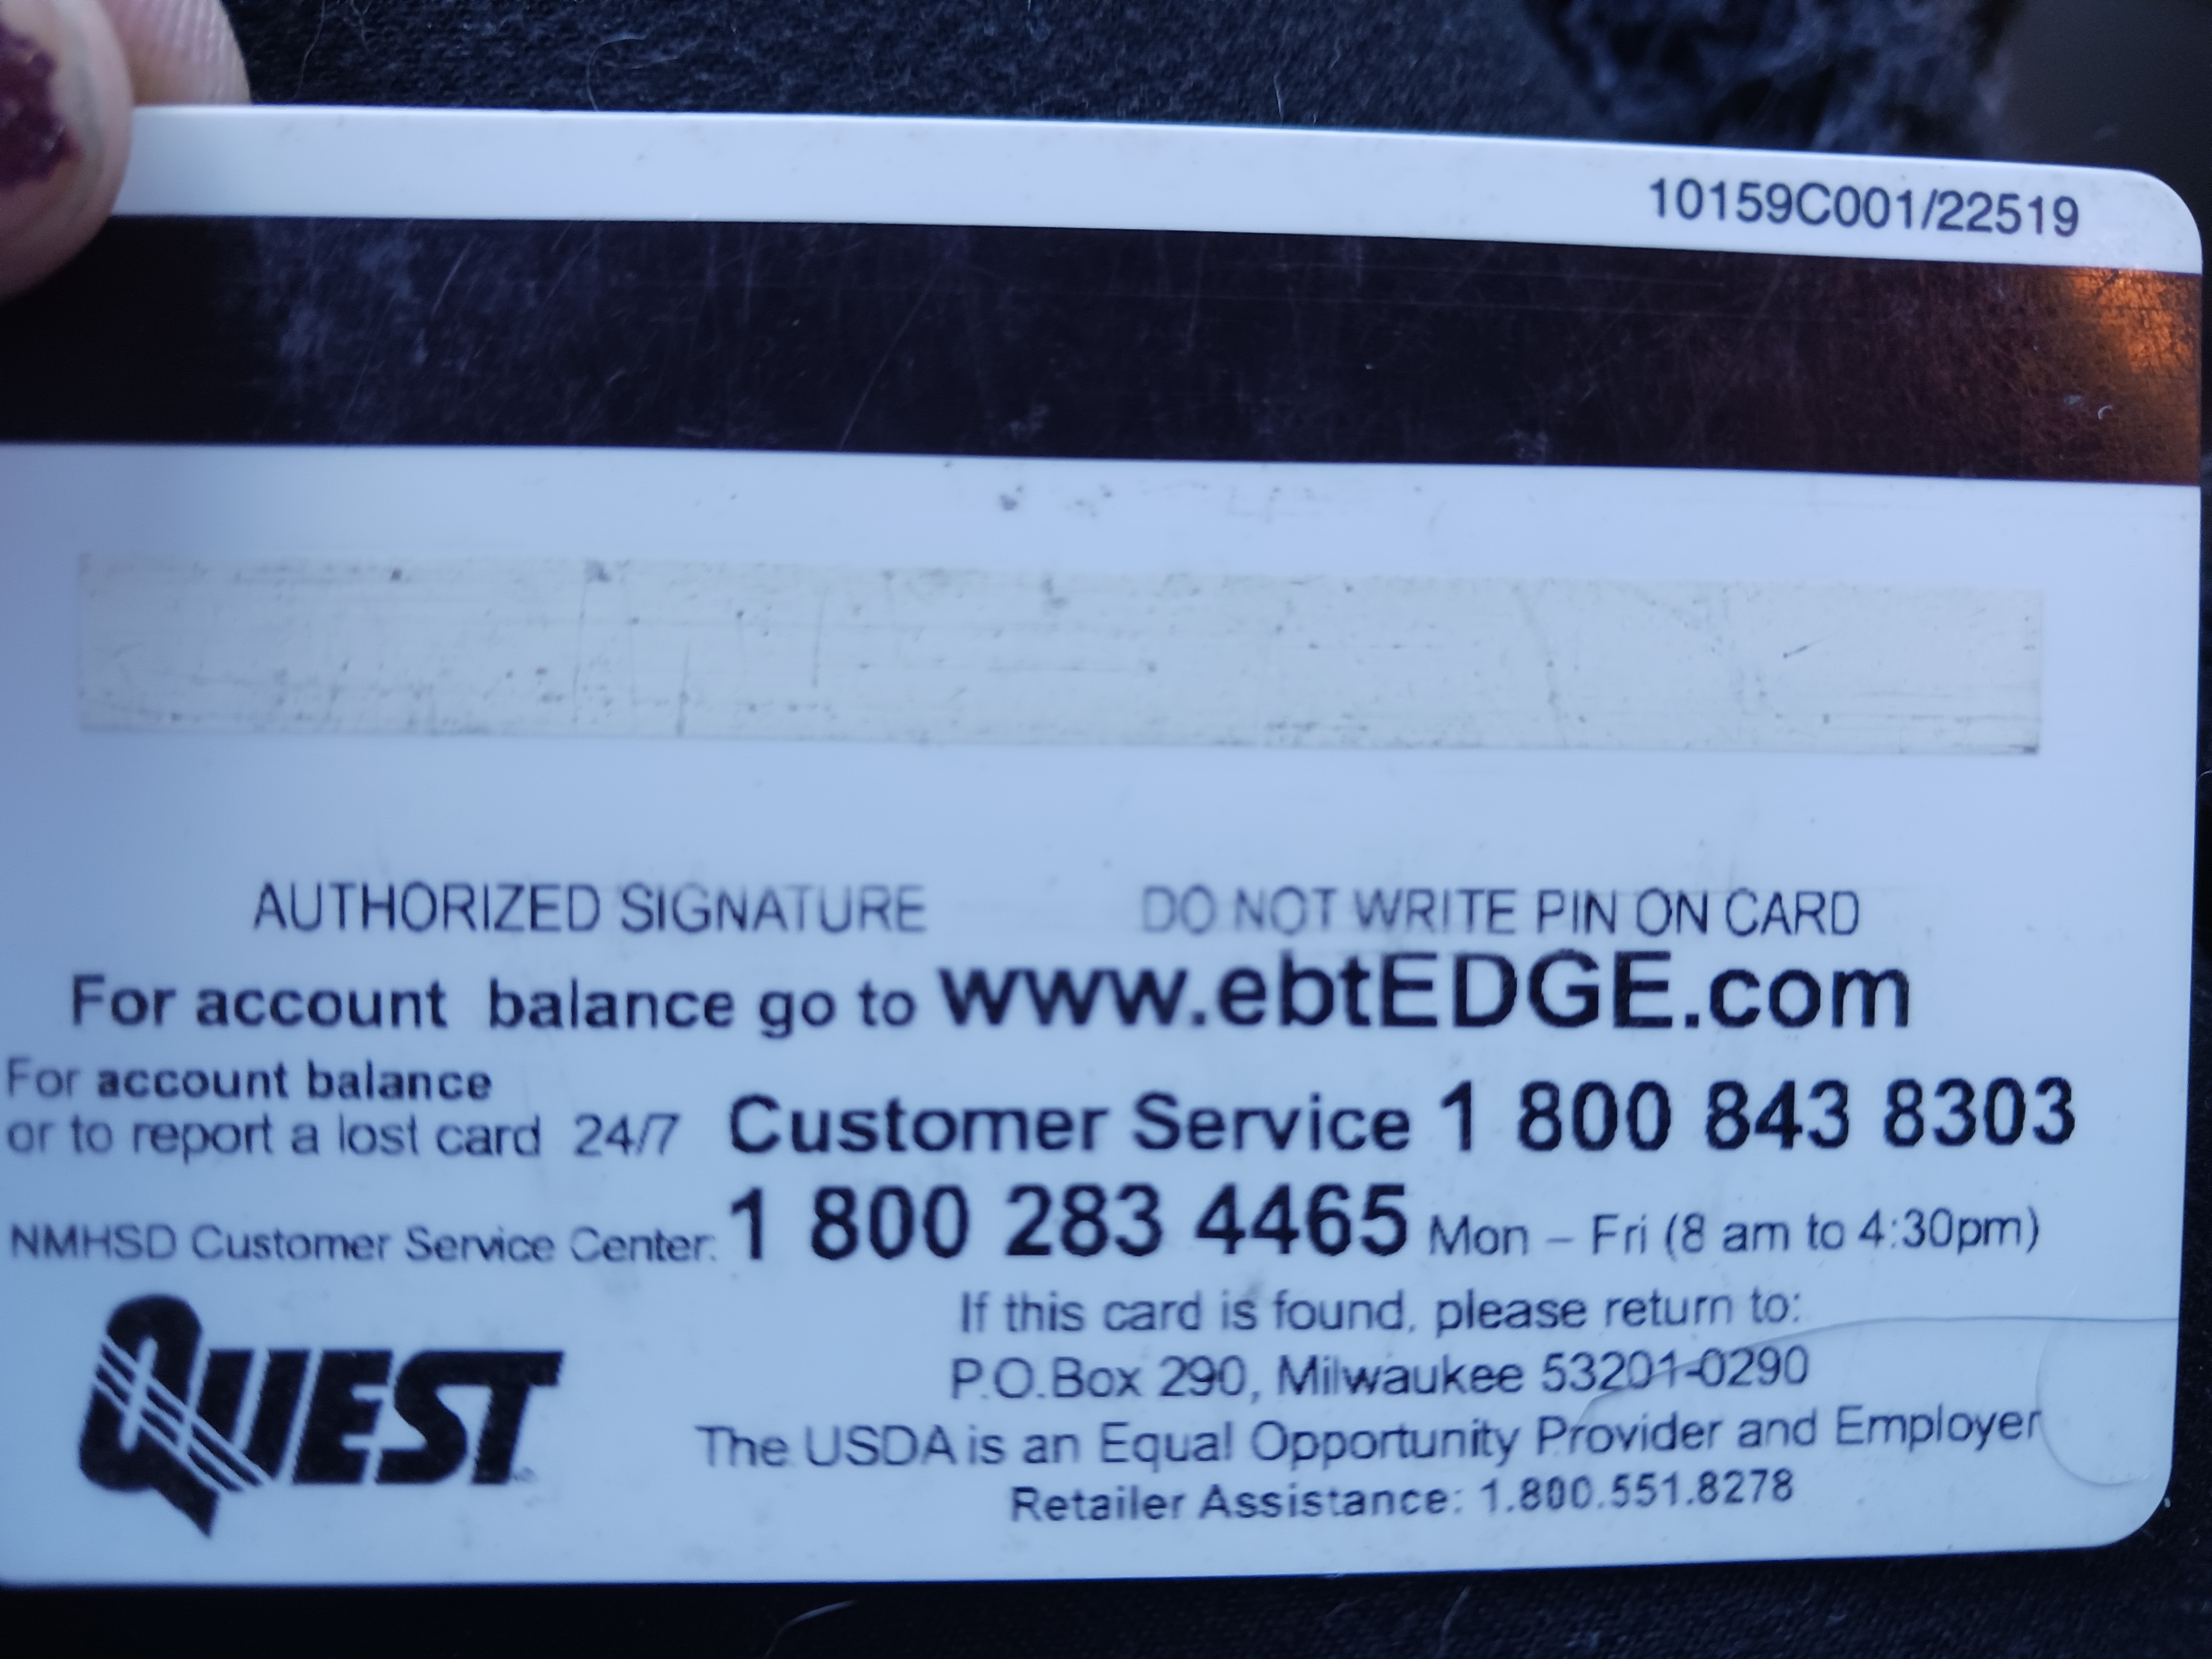 10159C001/22519
AUTHORIZED SIGNATURE DO NOT WRITE PIN ON CARD
For account balance go to www.ebtEDGE.com
For account balance
or to report a lost card 24/7 Customer Service 1 800 843 8303
NMHSD Customer Service Center: 1 800 283 4465 Mon – Fri (8 am to 4:30pm)
QUEST
If this card is found, please return to:
P.O.Box 290, Milwaukee 53201-0290
The USDA is an Equal Opportunity Provider and Employer
Retailer Assistance: 1.800.551.8278